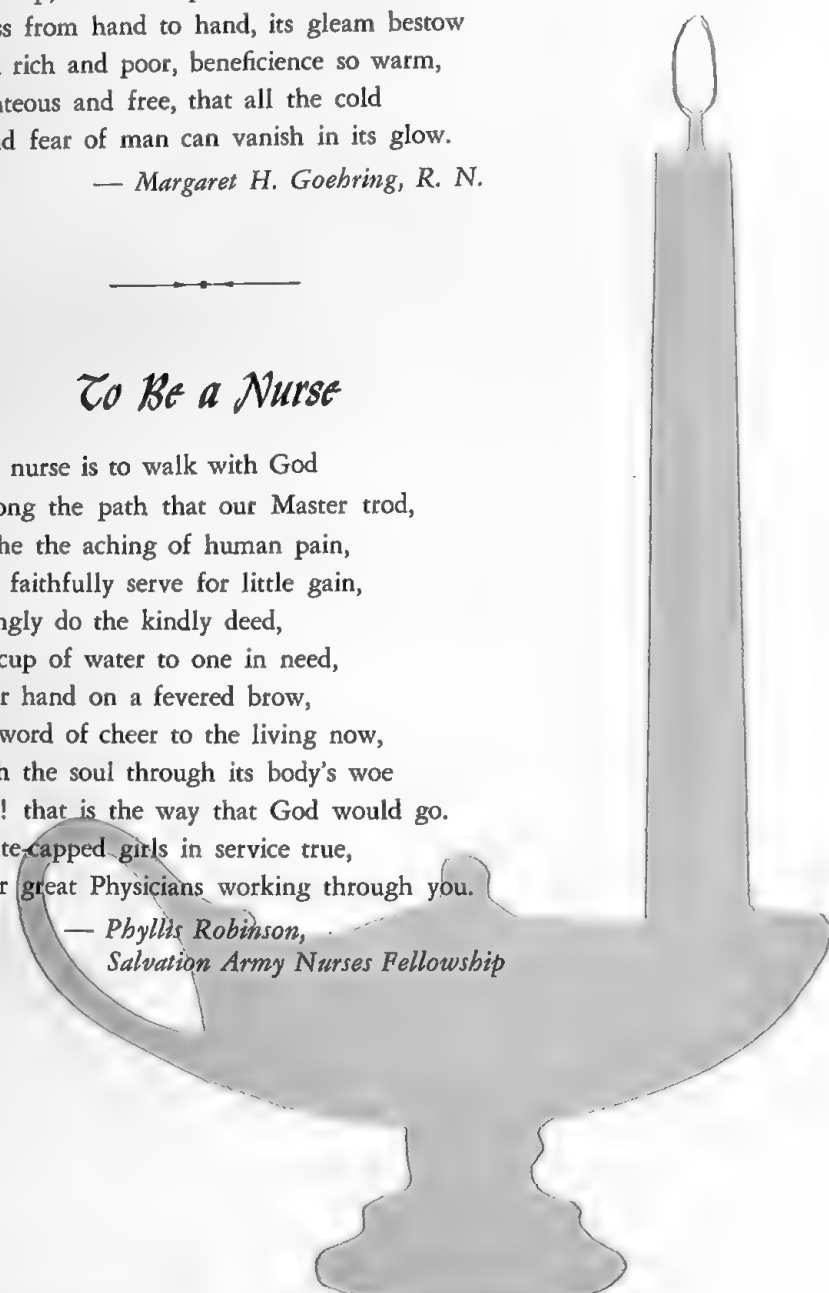 from hand to hand, its gleam bestow
rich and poor, beneficience so warm,
and free, that all the cold
fear of man can vanish in its glow.
— Margaret H. Goehring, R. N.
To Be a Nurse
nurse is to walk with God
the path that our Master trod,
the aching of human pain,
faithfully serve for little gain,
do the kindly deed,
cup of water to one in need,
hand on a fevered brow,
word of cheer to the living now,
the soul through its body's woe
! that is the way that God would go.
capped girls in service true,
great Physicians working through you.
— Phyllis Robinson,
Salvation Army Nurses Fellowship